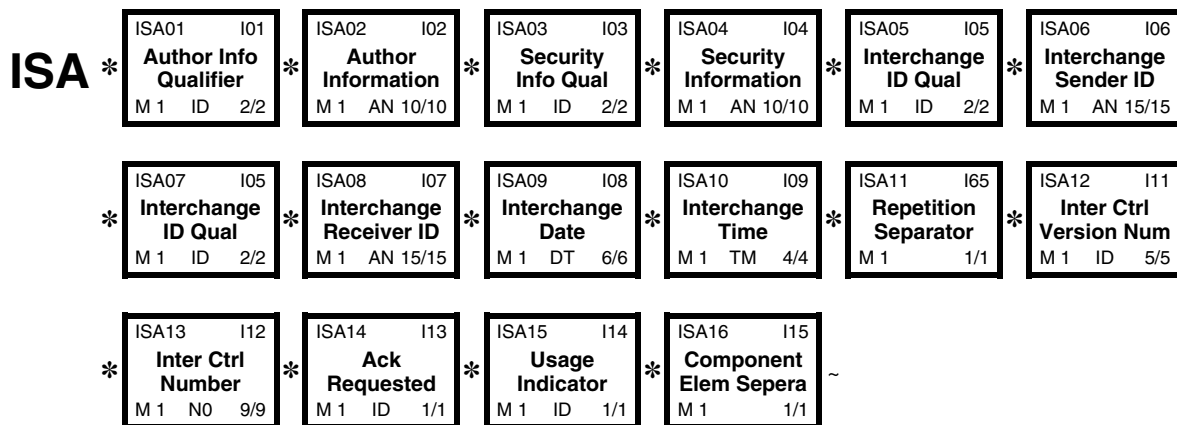 ISA01 I01 ISA02 I02 ISA03 I03 ISA04 I04 ISA05 I05 ISA06 I06
ISA * Author Info * Author * Security * Security * Interchange * Interchange
Qualifier Information Info Qual Information ID Qual Sender ID
M 1 ID 2/2 M 1 AN 10/10 M 1 ID 2/2 M 1 AN 10/10 M 1 ID 2/2 M 1 AN 15/15
ISA07 I05 ISA08 I07 ISA09 I08 ISA10 I09 ISA11 I65 ISA12 I11
* Interchange * Interchange * Interchange * Interchange * Repetition * Inter Ctrl
ID Qual Receiver ID Date Time Separator Version Num
M 1 ID 2/2 M 1 AN 15/15 M 1 DT 6/6 M 1 TM 4/4 M 1 1/1 M 1 ID 5/5
ISA13 I12 ISA14 I13 ISA15 I14 ISA16 I15
* Inter Ctrl * Ack * Usage * Component ~
Number Requested Indicator Elem Sepera
M 1 N0 9/9 M 1 ID 1/1 M 1 ID 1/1 M 1 1/1